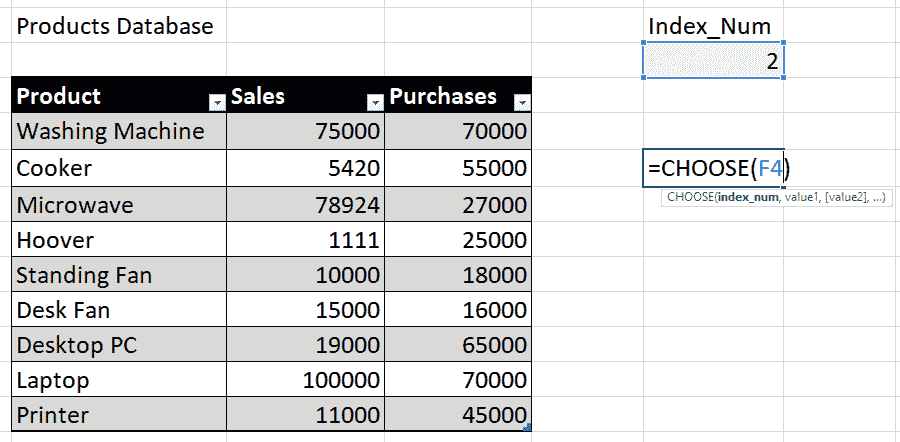 Products Database Index_Num
2
Product Sales Purchases
Washing Machine 75000 70000
Cooker 5420 55000 =CHOOSE(F4)
Microwave 78924 27000 CHOOSE(index_num, value1, [value2], ...)
Hoover 1111 25000
Standing Fan 10000 18000
Desk Fan 15000 16000
Desktop PC 19000 65000
Laptop 100000 70000
Printer 11000 45000